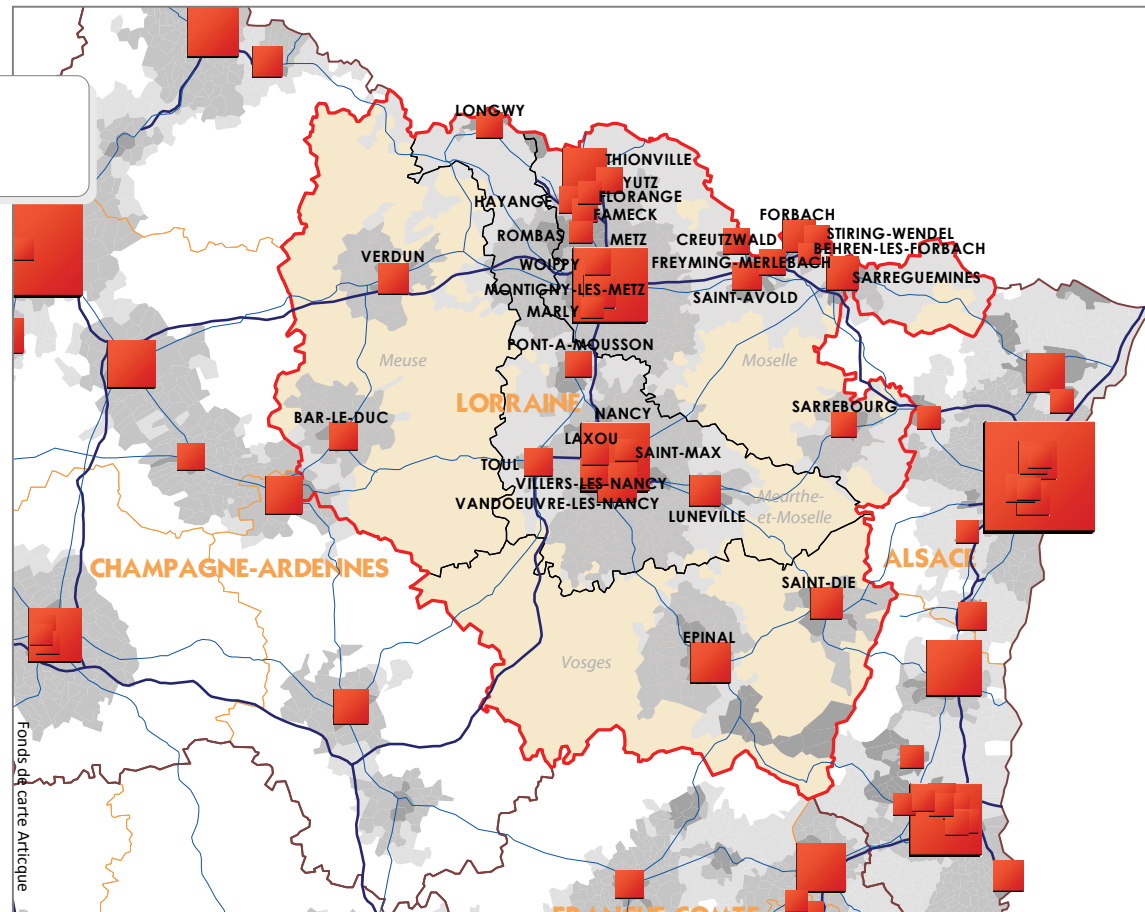 LONGWY
THIONVILLE
YUTZ
HAYANGE
FLORANGE
FAMECK
FORBACH
ROMBAS
METZ
CREUTZWALD
STIRING-WENDEL
BEHREN-LES-FORBACH
VERDUN
WOIPPY
FREYMING-MERLEBACH
SARREGUEMINES
MONTIGNY-LES-METZ
SAINT-AVOLD
MARLY
PONT-A-MOUSSON
Meuse
Moselle
LORRAINE
SARREBOURG
BAR-LE-DUC
NANCY
LAXOU
SAINT-MAX
TOUL
VILLERS-LES-NANCY
VANDOEUVRE-LES-NANCY
Meurthe-
et-Moselle
LUNEVILLE
CHAMPAGNE-ARDENNES
ALSACE
SAINT-DIE
EPINAL
Vosges
Fonds de carte Articque
FRANCHE-COMTE